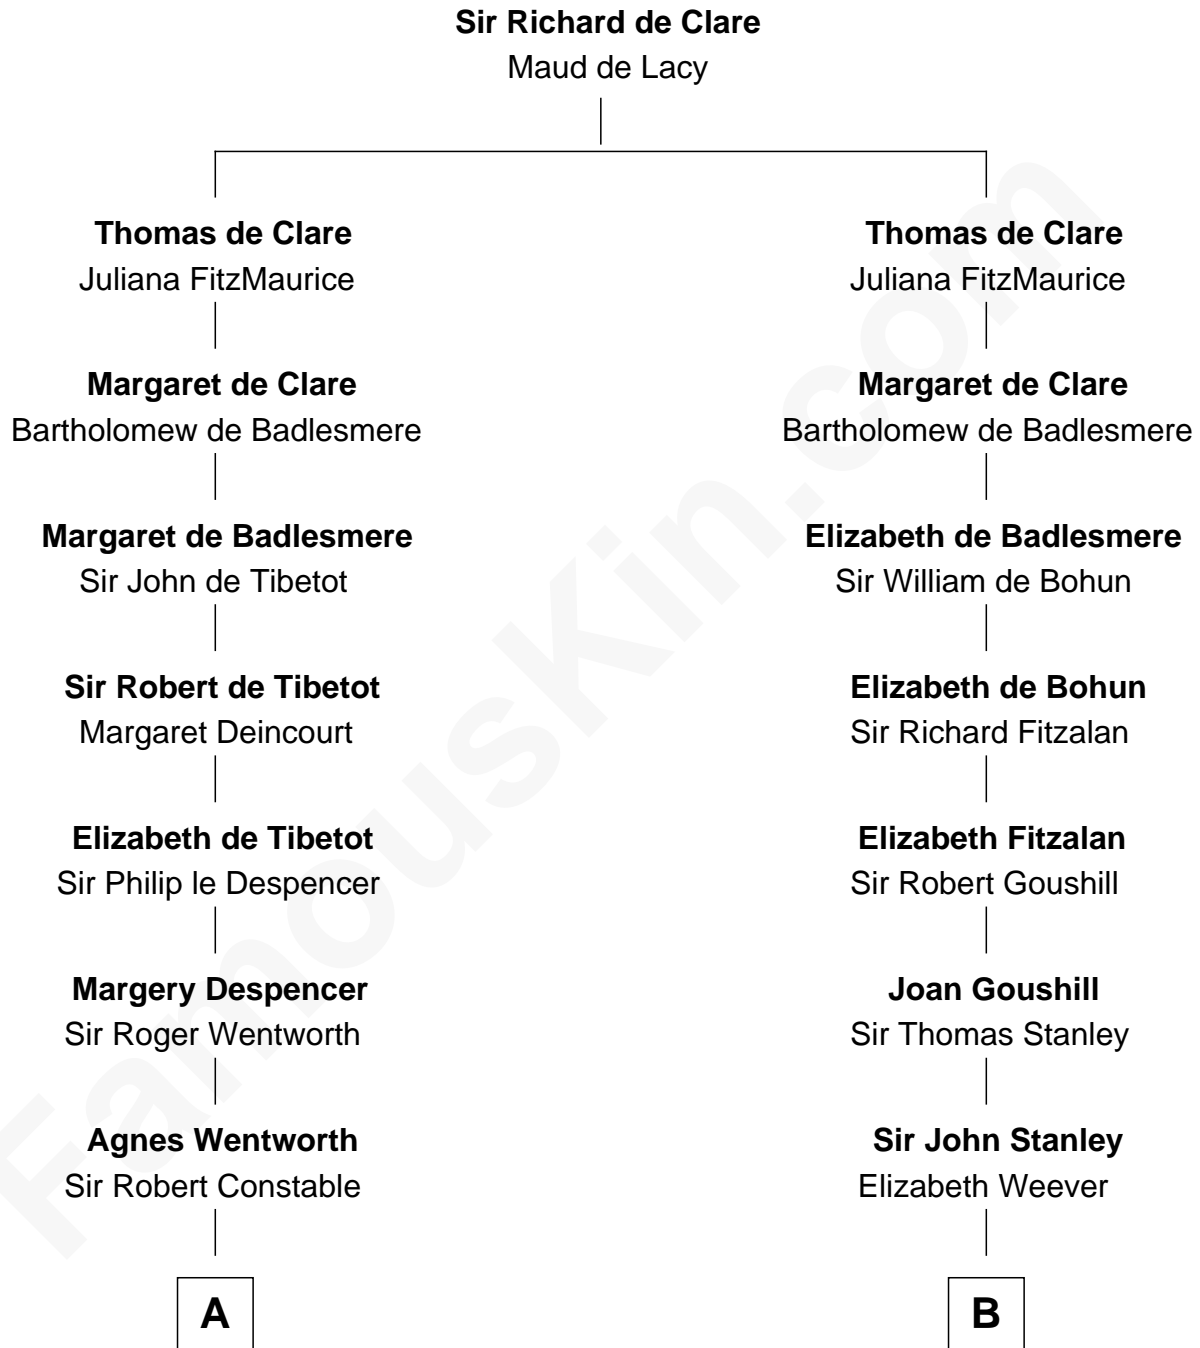 Sir Richard de Clare
Maud de Lacy
Thomas de Clare
Juliana FitzMaurice
Margaret de Clare
Bartholomew de Badlesmere
Margaret de Badlesmere
Sir John de Tibetot
Sir Robert de Tibetot
Margaret Deincourt
Elizabeth de Tibetot
Sir Philip le Despencer
Margery Despencer
Sir Roger Wentworth
Agnes Wentworth
Sir Robert Constable
A
Thomas de Clare
Juliana FitzMaurice
Margaret de Clare
Bartholomew de Badlesmere
Elizabeth de Badlesmere
Sir William de Bohun
Elizabeth de Bohun
Sir Richard Fitzalan
Elizabeth Fitzalan
Sir Robert Goushill
Joan Goushill
Sir Thomas Stanley
Sir John Stanley
Elizabeth Weever
B
FamousKin.com